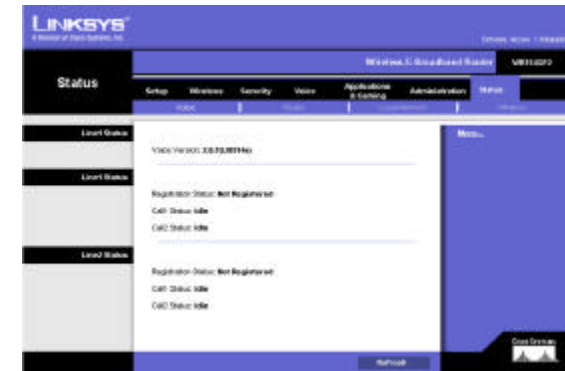 LINKSYS®
A Division of Cisco Systems, Inc.
Wireless-G Broadband Router
Status
Setup Wireless Security Voice Applications & Gaming Administration Status
Voice Router
Line1 Status
More...
Voice Version:
Line1 Status
Registration Status: Not Registered
Call1 Status: Idle
Call2 Status: Idle
Line2 Status
Registration Status: Not Registered
Call1 Status: Idle
Call2 Status: Idle
Cisco Systems
Refresh